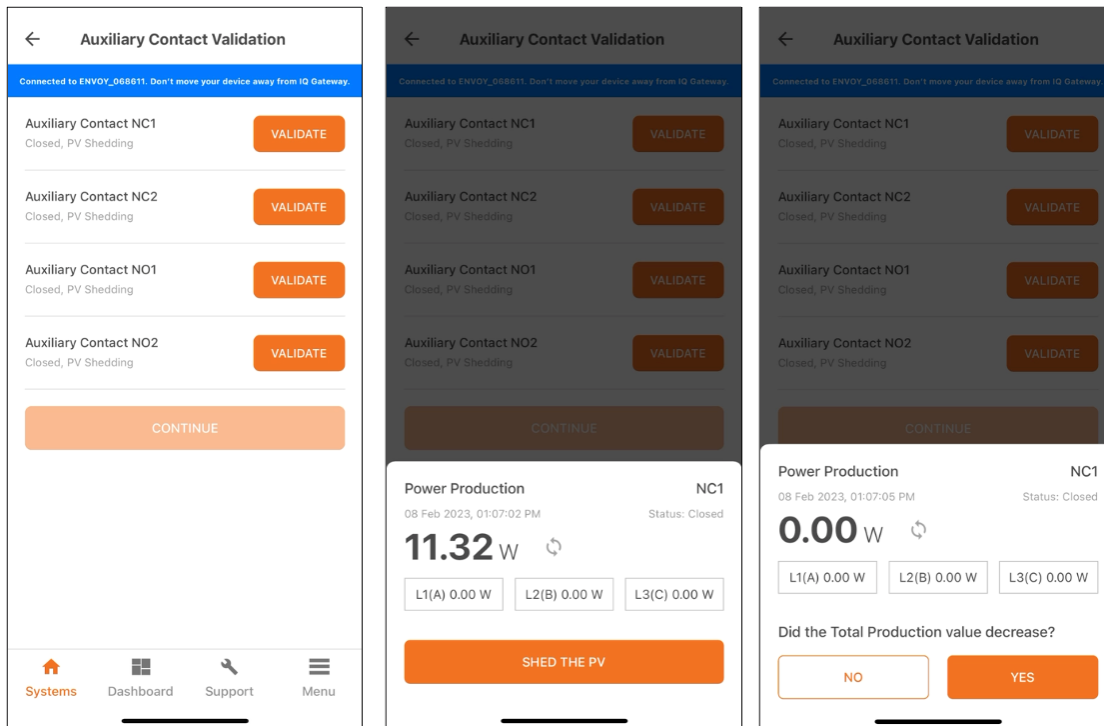 Auxiliary Contact Validation
Connected to ENVOY_068611. Don't move your device away from IQ Gateway.
Auxiliary Contact NC1
Closed, PV Shedding
VALIDATE
Auxiliary Contact NC2
Closed, PV Shedding
VALIDATE
Auxiliary Contact NO1
Closed, PV Shedding
VALIDATE
Auxiliary Contact NO2
Closed, PV Shedding
VALIDATE
CONTINUE
Systems
Dashboard
Support
Menu
Auxiliary Contact Validation
Connected to ENVOY_068611. Don't move your device away from IQ Gateway.
Auxiliary Contact NC1
Closed, PV Shedding
VALIDATE
Auxiliary Contact NC2
Closed, PV Shedding
VALIDATE
Auxiliary Contact NO1
Closed, PV Shedding
VALIDATE
Auxiliary Contact NO2
Closed, PV Shedding
VALIDATE
CONTINUE
Power Production NC1
08 Feb 2023, 01:07:02 PM Status: Closed
11.32 W
L1(A) 0.00 W L2(B) 0.00 W L3(C) 0.00 W
SHED THE PV
Auxiliary Contact Validation
Connected to ENVOY_068611. Don't move your device away from IQ Gateway.
Auxiliary Contact NC1
Closed, PV Shedding
VALIDATE
Auxiliary Contact NC2
Closed, PV Shedding
VALIDATE
Auxiliary Contact NO1
Closed, PV Shedding
VALIDATE
Auxiliary Contact NO2
Closed, PV Shedding
VALIDATE
CONTINUE
Power Production NC1
08 Feb 2023, 01:07:05 PM Status: Closed
0.00 W
L1(A) 0.00 W L2(B) 0.00 W L3(C) 0.00 W
Did the Total Production value decrease?
NO YES